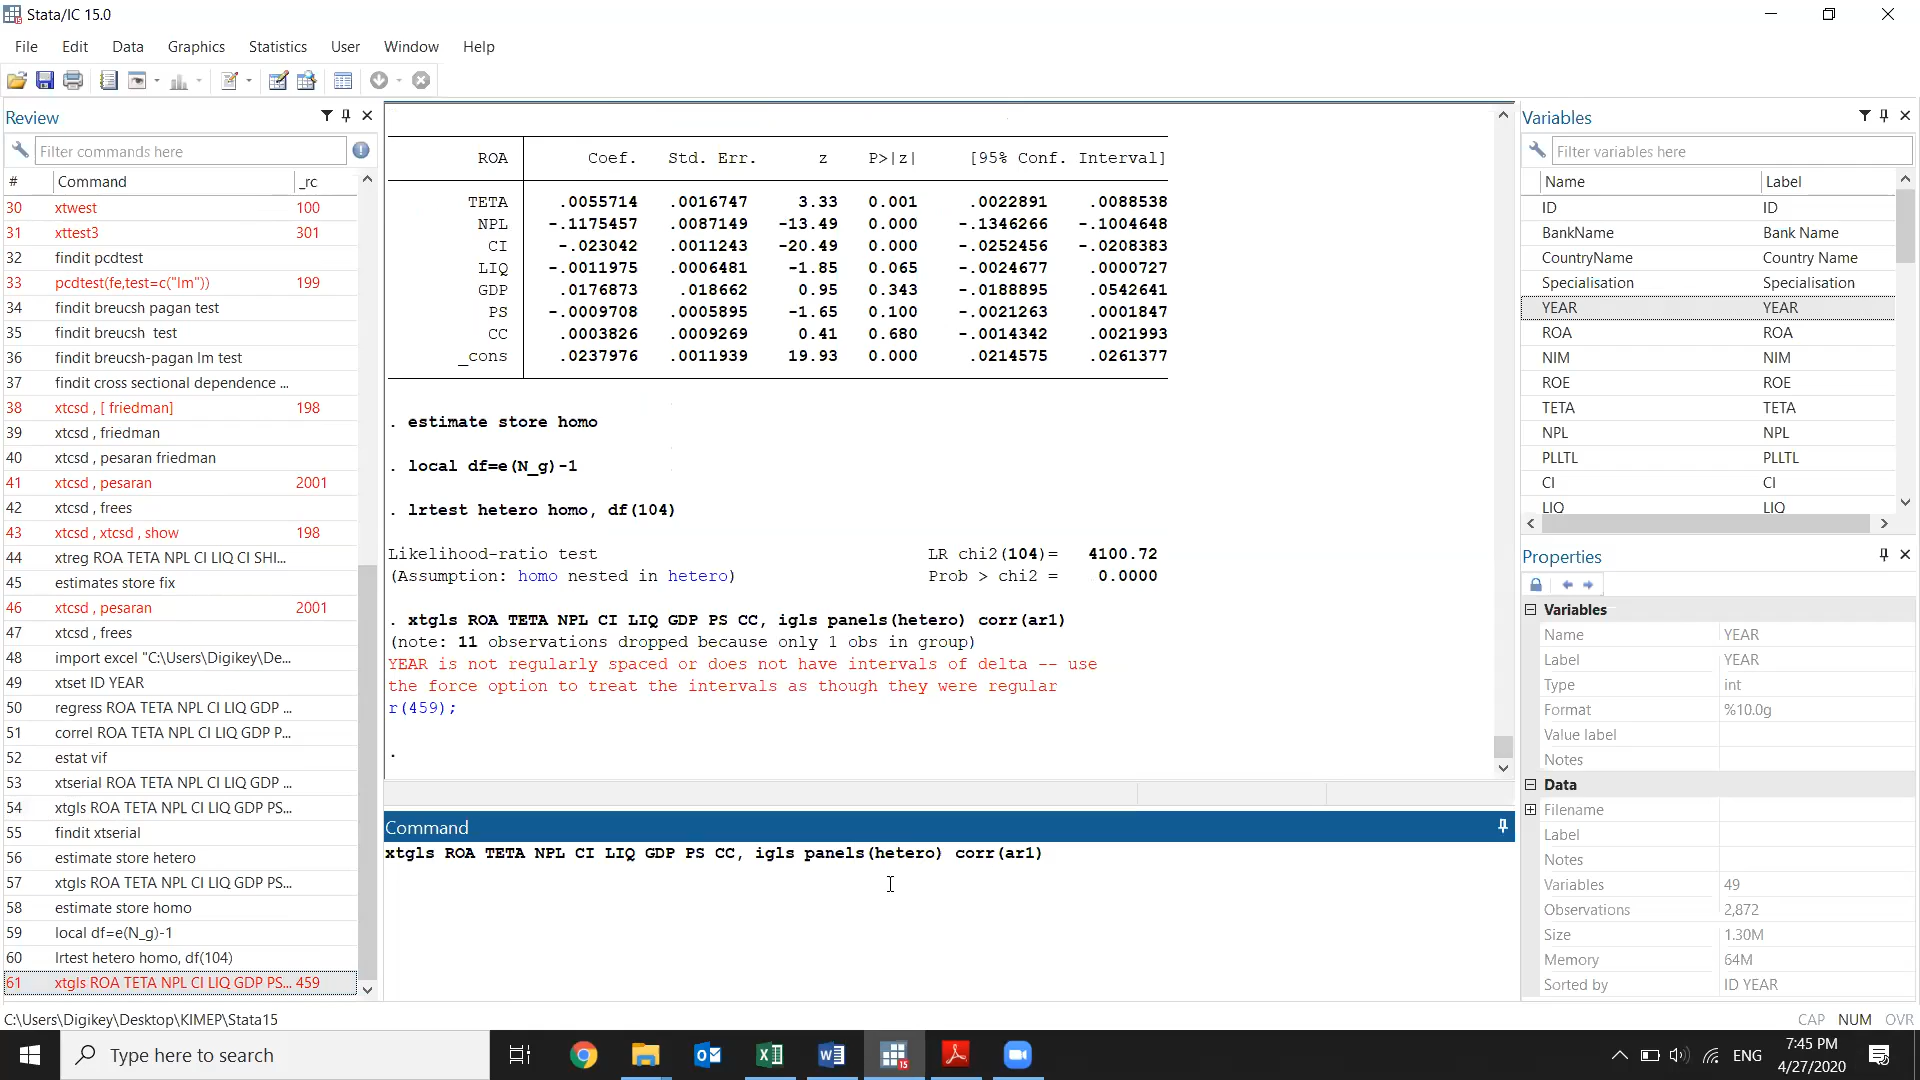 Stata/IC 15.0
File Edit Data Graphics Statistics User Window Help
Review
Filter commands here
# Command _rc
30 xtwest 100
31 xttest3 301
32 findit pcdtest
33 pcdtest(fe,test=c("lm")) 199
34 findit breucsh pagan test
35 findit breucsh test
36 findit breucsh-pagan lm test
37 findit cross sectional dependence ...
38 xtcsd , [ friedman] 198
39 xtcsd , friedman
40 xtcsd , pesaran friedman
41 xtcsd , pesaran 2001
42 xtcsd , frees
43 xtcsd , xtcsd , show 198
44 xtreg ROA TETA NPL CI LIQ CI SHI...
45 estimates store fix
46 xtcsd , pesaran 2001
47 xtcsd , frees
48 import excel "C:\Users\Digikey\De...
49 xtset ID YEAR
50 regress ROA TETA NPL CI LIQ GDP ...
51 correl ROA TETA NPL CI LIQ GDP P...
52 estat vif
53 xtserial ROA TETA NPL CI LIQ GDP ...
54 xtgls ROA TETA NPL CI LIQ GDP PS...
55 findit xtserial
56 estimate store hetero
57 xtgls ROA TETA NPL CI LIQ GDP PS...
58 estimate store homo
59 local df=e(N_g)-1
60 lrtest hetero homo, df(104)
61 xtgls ROA TETA NPL CI LIQ GDP PS... 459
ROA Coef. Std. Err. z P>|z| [95% Conf. Interval]
TETA .0055714 .0016747 3.33 0.001 .0022891 .0088538
NPL -.1175457 .0087149 -13.49 0.000 -.1346266 -.1004648
CI -.023042 .0011243 -20.49 0.000 -.0252456 -.0208383
LIQ -.0011975 .0006481 -1.85 0.065 -.0024677 .0000727
GDP .0176873 .018662 0.95 0.343 -.0188895 .0542641
PS -.0009708 .0005895 -1.65 0.100 -.0021263 .0001847
CC .0003826 .0009269 0.41 0.680 -.0014342 .0021993
_cons .0237976 .0011939 19.93 0.000 .0214575 .0261377
. estimate store homo
. local df=e(N_g)-1
. lrtest hetero homo, df(104)
Likelihood-ratio test LR chi2(104)= 4100.72
(Assumption: homo nested in hetero) Prob > chi2 = 0.0000
. xtgls ROA TETA NPL CI LIQ GDP PS CC, igls panels(hetero) corr(ar1)
(note: 11 observations dropped because only 1 obs in group)
YEAR is not regularly spaced or does not have intervals of delta -- use
the force option to treat the intervals as though they were regular
r(459);
.
Command
xtgls ROA TETA NPL CI LIQ GDP PS CC, igls panels(hetero) corr(ar1)
Variables
Filter variables here
Name Label
ID ID
BankName Bank Name
CountryName Country Name
Specialisation Specialisation
YEAR YEAR
ROA ROA
NIM NIM
ROE ROE
TETA TETA
NPL NPL
PLLTL PLLTL
CI CI
LIQ LIQ
Properties
Variables
Name YEAR
Label YEAR
Type int
Format %10.0g
Value label
Notes
Data
Filename
Label
Notes
Variables 49
Observations 2,872
Size 1.30M
Memory 64M
Sorted by ID YEAR
C:\Users\Digikey\Desktop\KIMEP\Stata15
CAP NUM OVR
Type here to search
15
ENG
7:45 PM
4/27/2020